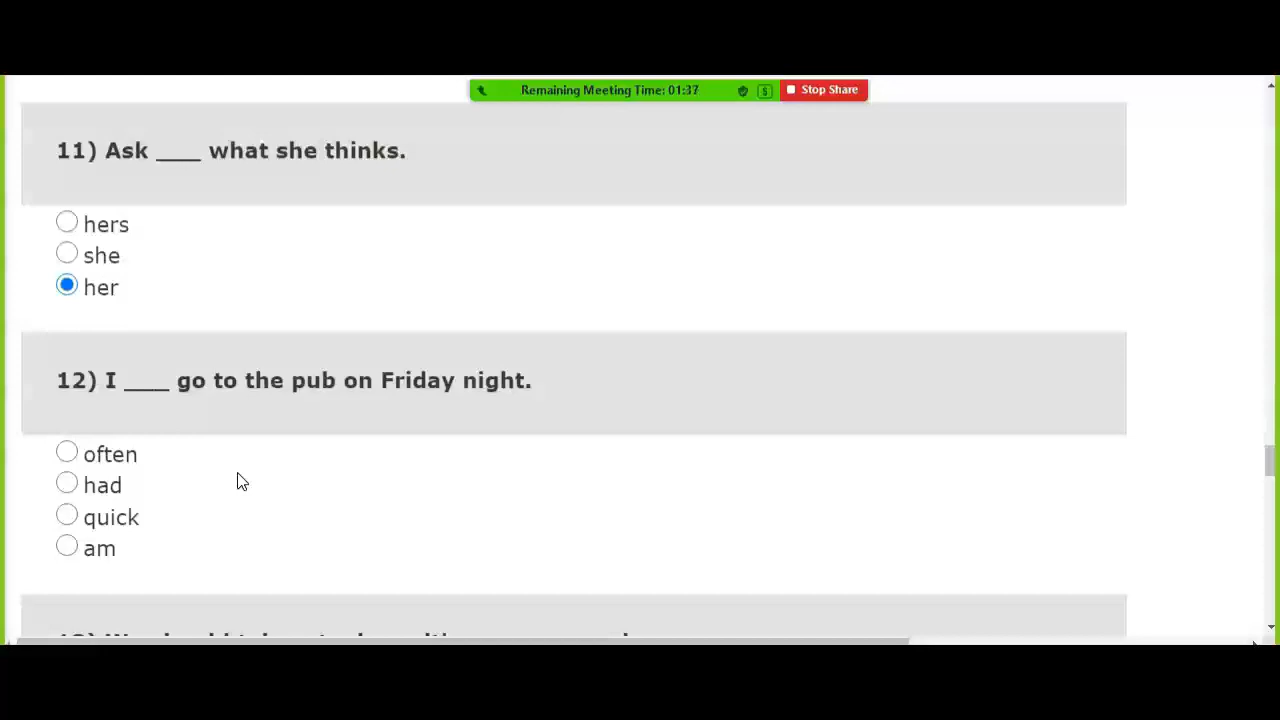 Remaining Meeting Time: 01:37
Stop Share
11) Ask ____ what she thinks.
hers
she
her
12) I ____ go to the pub on Friday night.
often
had
quick
am